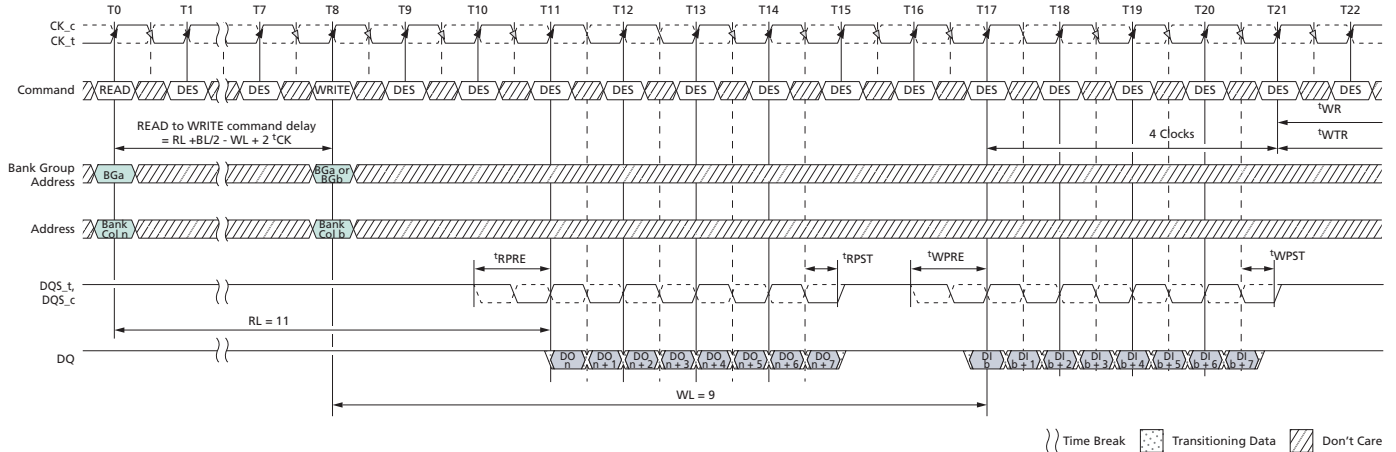 T0 T1 T7 T8 T9 T10 T11 T12 T13 T14 T15 T16 T17 T18 T19 T20 T21 T22
CK_c
CK_t
Command READ DES DES WRITE DES DES DES DES DES DES DES DES DES DES DES DES DES DES
tWR
READ to WRITE command delay
= RL +BL/2 - WL + 2 tCK
4 Clocks
tWTR
Bank Group
Address
BGa
BGa or
BGb
Address
Bank
Col n
Bank
Col b
tRPRE tRPST tWPRE tWPST
DQS_t,
DQS_c
RL = 11
DQ
DO
n
DO
n + 1
DO
n + 2
DO
n + 3
DO
n + 4
DO
n + 5
DO
n + 6
DO
n + 7
DI
b
DI
b + 1
DI
b + 2
DI
b + 3
DI
b + 4
DI
b + 5
DI
b + 6
DI
b + 7
WL = 9
Time Break Transitioning Data Don't Care